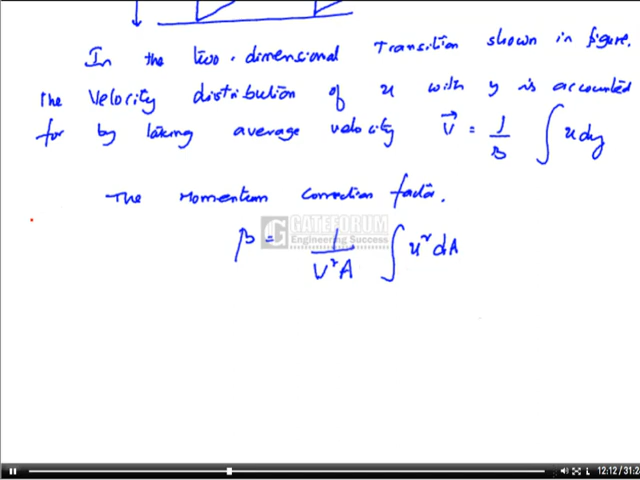 In the two-dimensional Transition shown in figure.
the velocity distribution of u with y is accounted
for by taking average velocity V⃗ = 1/B ∫ u dy
The Momentum Correction factor.
GATEFORUM
Engineering Success
β = 1/V²A ∫ u² dA
12:12/31:2